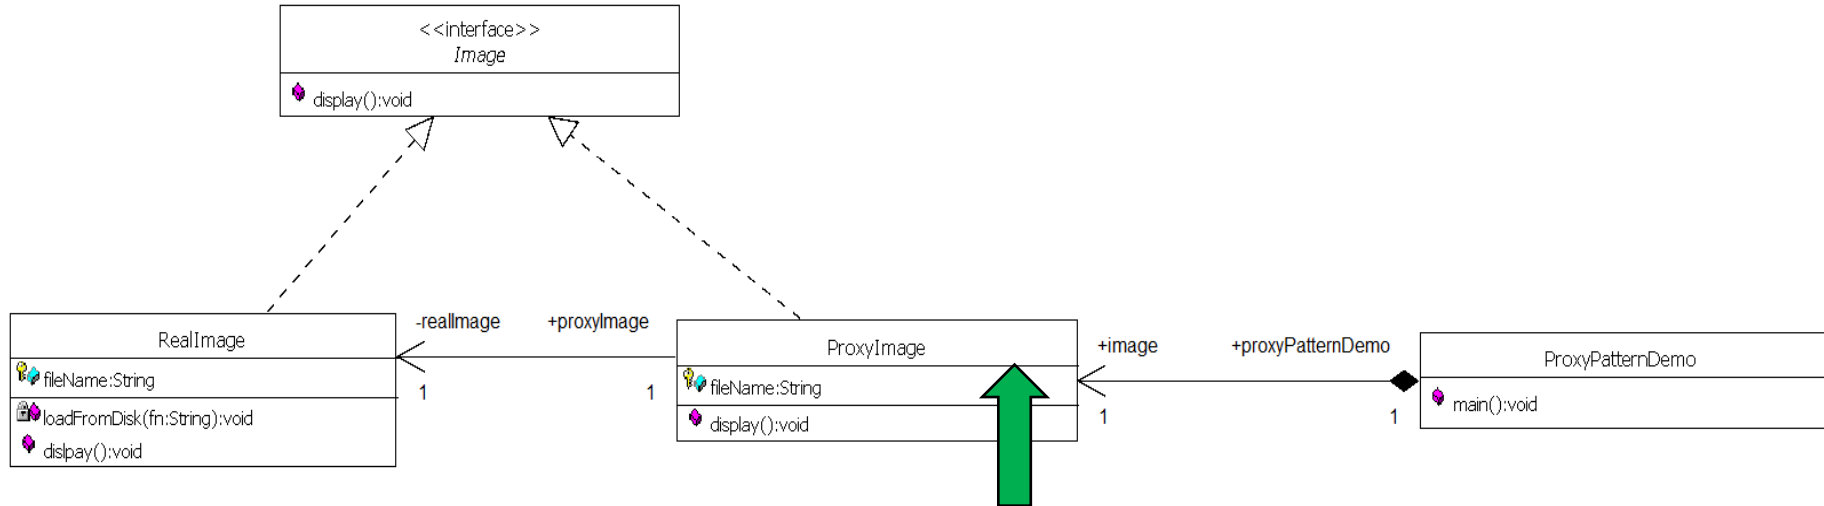 <<interface>>
Image
display():void
RealImage
fileName:String
loadFromDisk(fn:String):void
dislpay():void
-realImage
+proxyImage
1
1
ProxyImage
fileName:String
display():void
+image
+proxyPatternDemo
1
1
ProxyPatternDemo
main():void